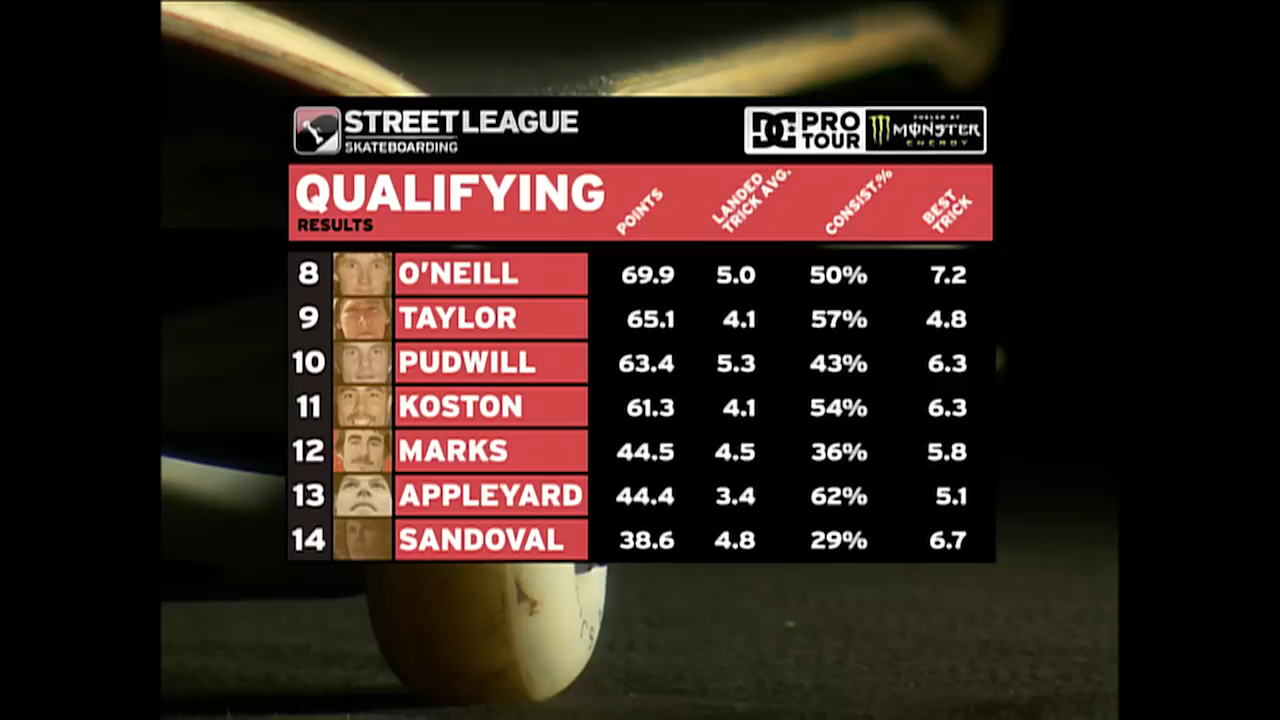 STREET LEAGUE
SKATEBOARDING
DC PRO TOUR
FUELED BY
MONSTER
ENERGY
QUALIFYING
RESULTS
POINTS
LANDED
TRICK AVG.
CONSIST.%
BEST
TRICK
8 O'NEILL 69.9 5.0 50% 7.2
9 TAYLOR 65.1 4.1 57% 4.8
10 PUDWILL 63.4 5.3 43% 6.3
11 KOSTON 61.3 4.1 54% 6.3
12 MARKS 44.5 4.5 36% 5.8
13 APPLEYARD 44.4 3.4 62% 5.1
14 SANDOVAL 38.6 4.8 29% 6.7